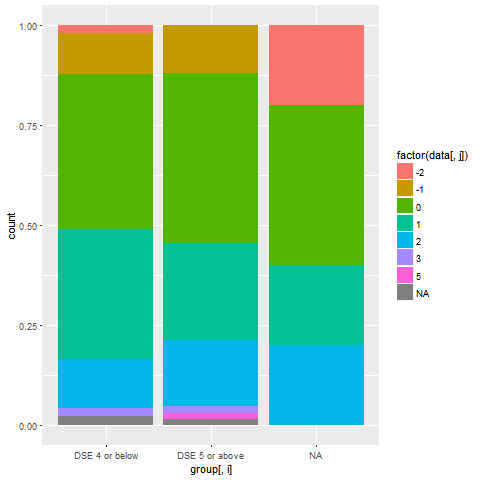 1.00
0.75
0.50
0.25
0.00
count
DSE 4 or below
DSE 5 or above
NA
group[, i]
factor(data[, j])
-2
-1
0
1
2
3
5
NA